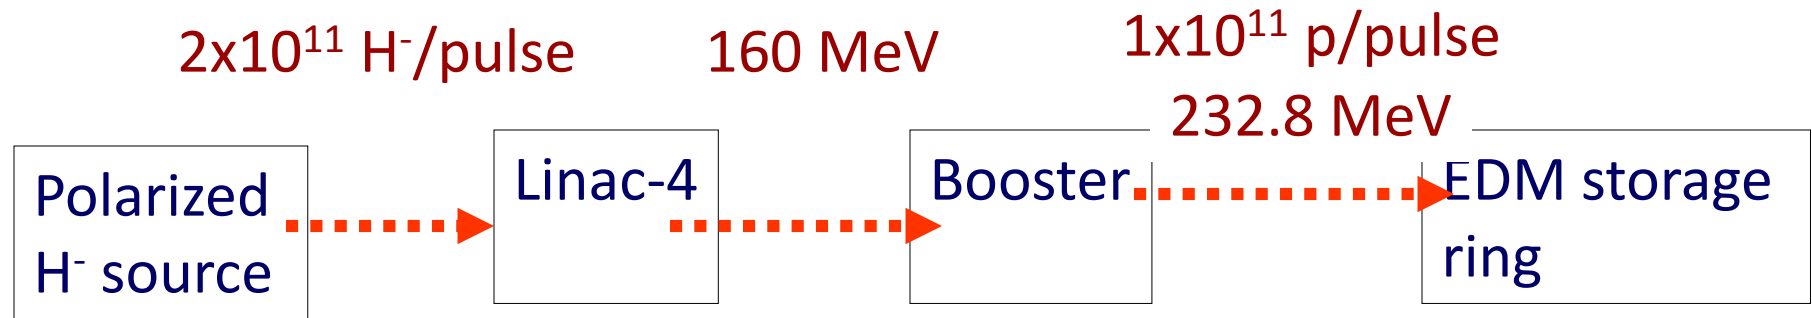 2x10¹¹ H⁻/pulse
160 MeV
1x10¹¹ p/pulse
232.8 MeV
Polarized
H⁻ source
Linac-4
Booster
EDM storage
ring